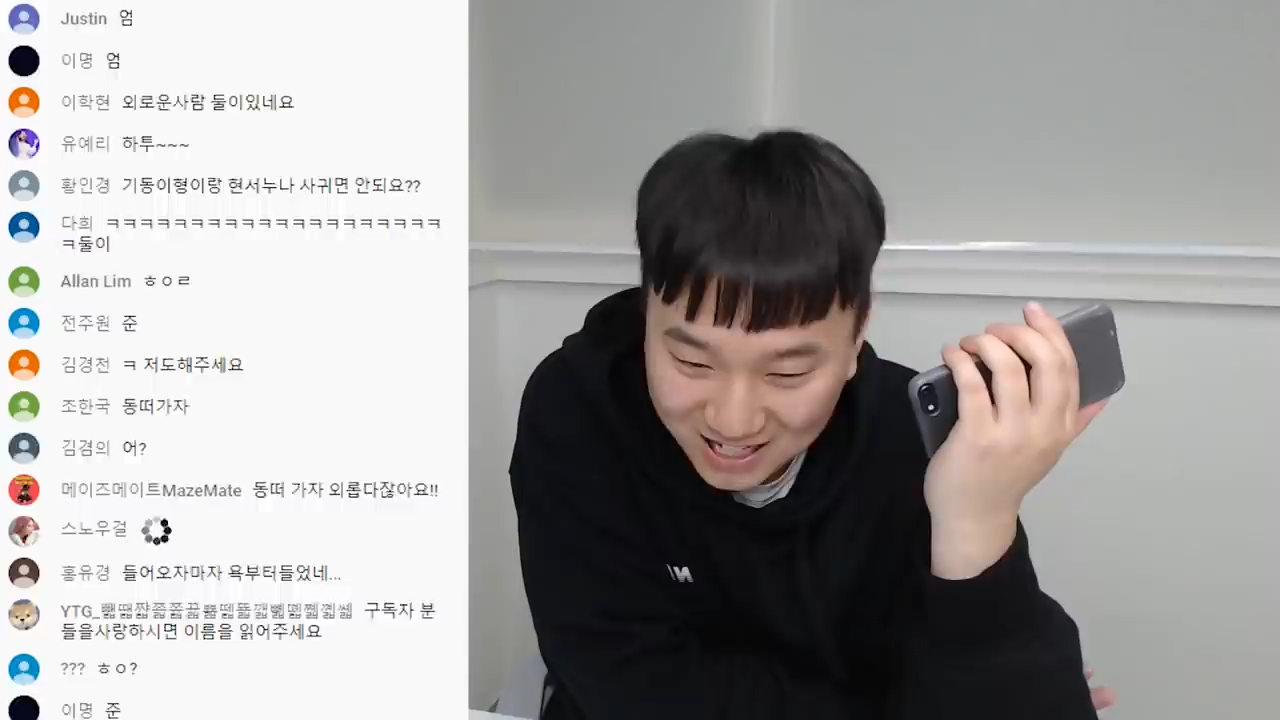 Justin 엄
이명 엄
이학현 외로운사람 둘이있네요
유예리 하투~~~
황인경 기동이형이랑 현서누나 사귀면 안되요??
다희 ㅋㅋㅋㅋㅋㅋㅋㅋㅋㅋㅋㅋㅋㅋㅋㅋㅋㅋㅋㅋ
ㅋ둘이
Allan Lim ㅎㅇㄹ
전주원 준
김경천 ㅋ 저도해주세요
조한국 동떠가자
김겸의 어?
메이즈메이트MazeMate 동떠 가자 외롭다잖아요!!
스노우걸
홍유경 들어오자마자 욕부터들었네...
구독자 분
들을사랑하시면 이름을 읽어주세요
??? ㅎㅇ?
이명 준